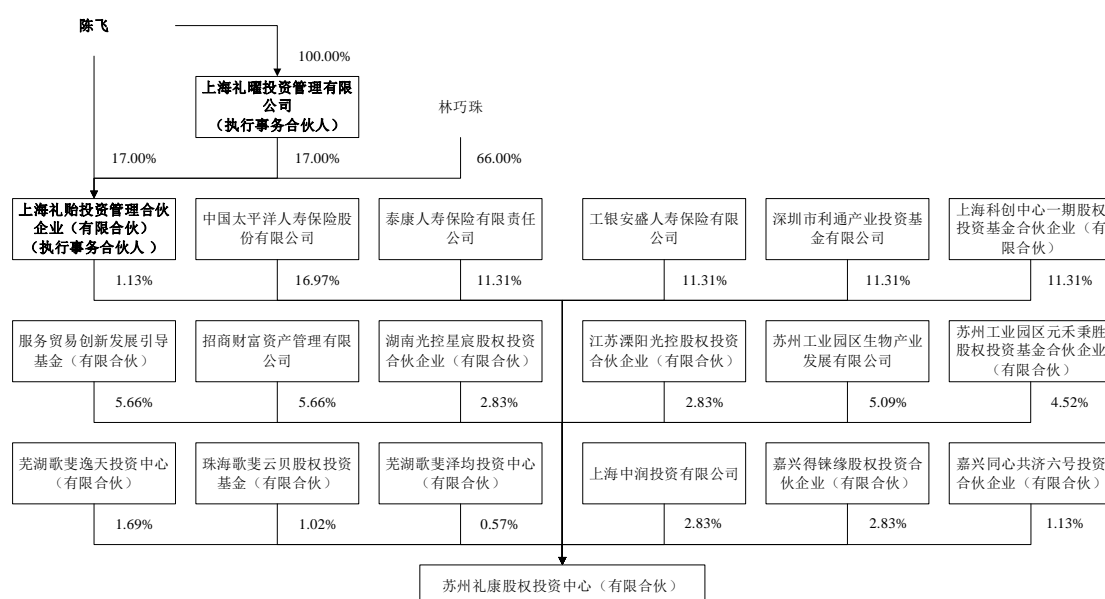 陈飞
100.00%
上海礼曜投资管理有限
公司
（执行事务合伙人）
林巧珠
17.00%
17.00%
66.00%
上海礼贻投资管理合伙
企业（有限合伙）
（执行事务合伙人 ）
中国太平洋人寿保险股
份有限公司
泰康人寿保险有限责任
公司
工银安盛人寿保险有限
公司
深圳市利通产业投资基
金有限公司
上海科创中心一期股权
投资基金合伙企业（有
限合伙）
1.13%
16.97%
11.31%
11.31%
11.31%
11.31%
服务贸易创新发展引导
基金（有限合伙）
招商财富资产管理有限
公司
湖南光控星宸股权投资
合伙企业（有限合伙）
江苏溧阳光控股权投资
合伙企业（有限合伙）
苏州工业园区生物产业
发展有限公司
苏州工业园区元禾秉胜
股权投资基金合伙企业
（有限合伙）
5.66%
5.66%
2.83%
2.83%
5.09%
4.52%
芜湖歌斐逸天投资中心
（有限合伙）
珠海歌斐云贝股权投资
基金（有限合伙）
芜湖歌斐泽均投资中心
（有限合伙）
上海中润投资有限公司
嘉兴得铼缘股权投资合
伙企业（有限合伙）
嘉兴同心共济六号投资
合伙企业（有限合伙）
1.69%
1.02%
0.57%
2.83%
2.83%
1.13%
苏州礼康股权投资中心（有限合伙）